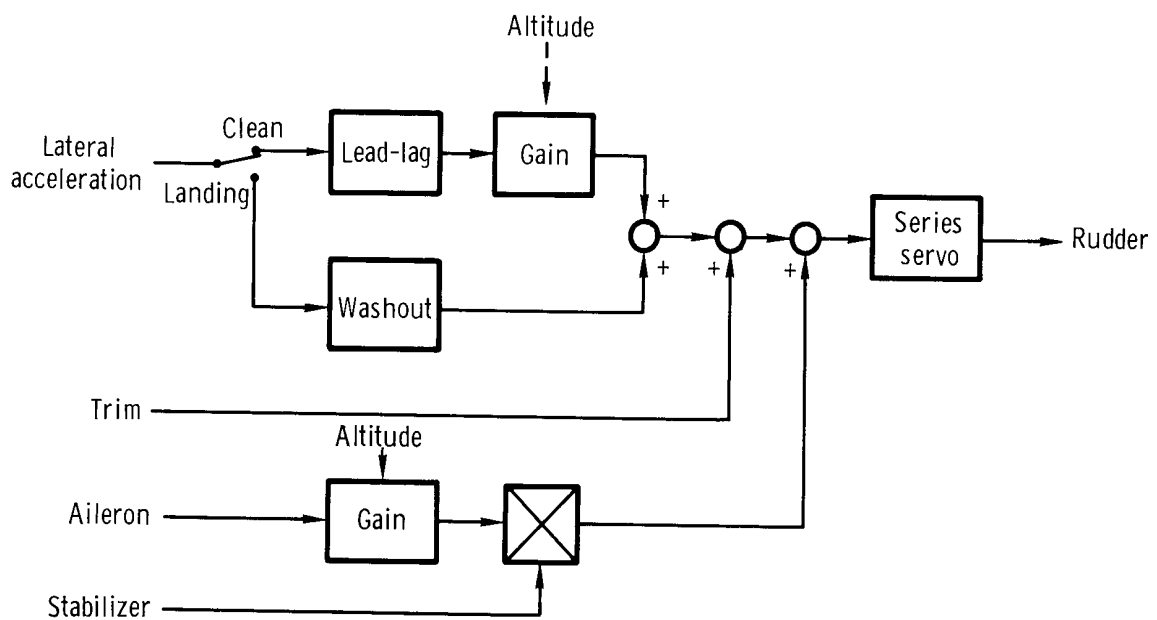 Altitude
Clean
Lateral
acceleration
Lead-lag
Gain
Landing
+
Series
servo
Rudder
+
+
+
Washout
Trim
Altitude
Aileron
Gain
Stabilizer